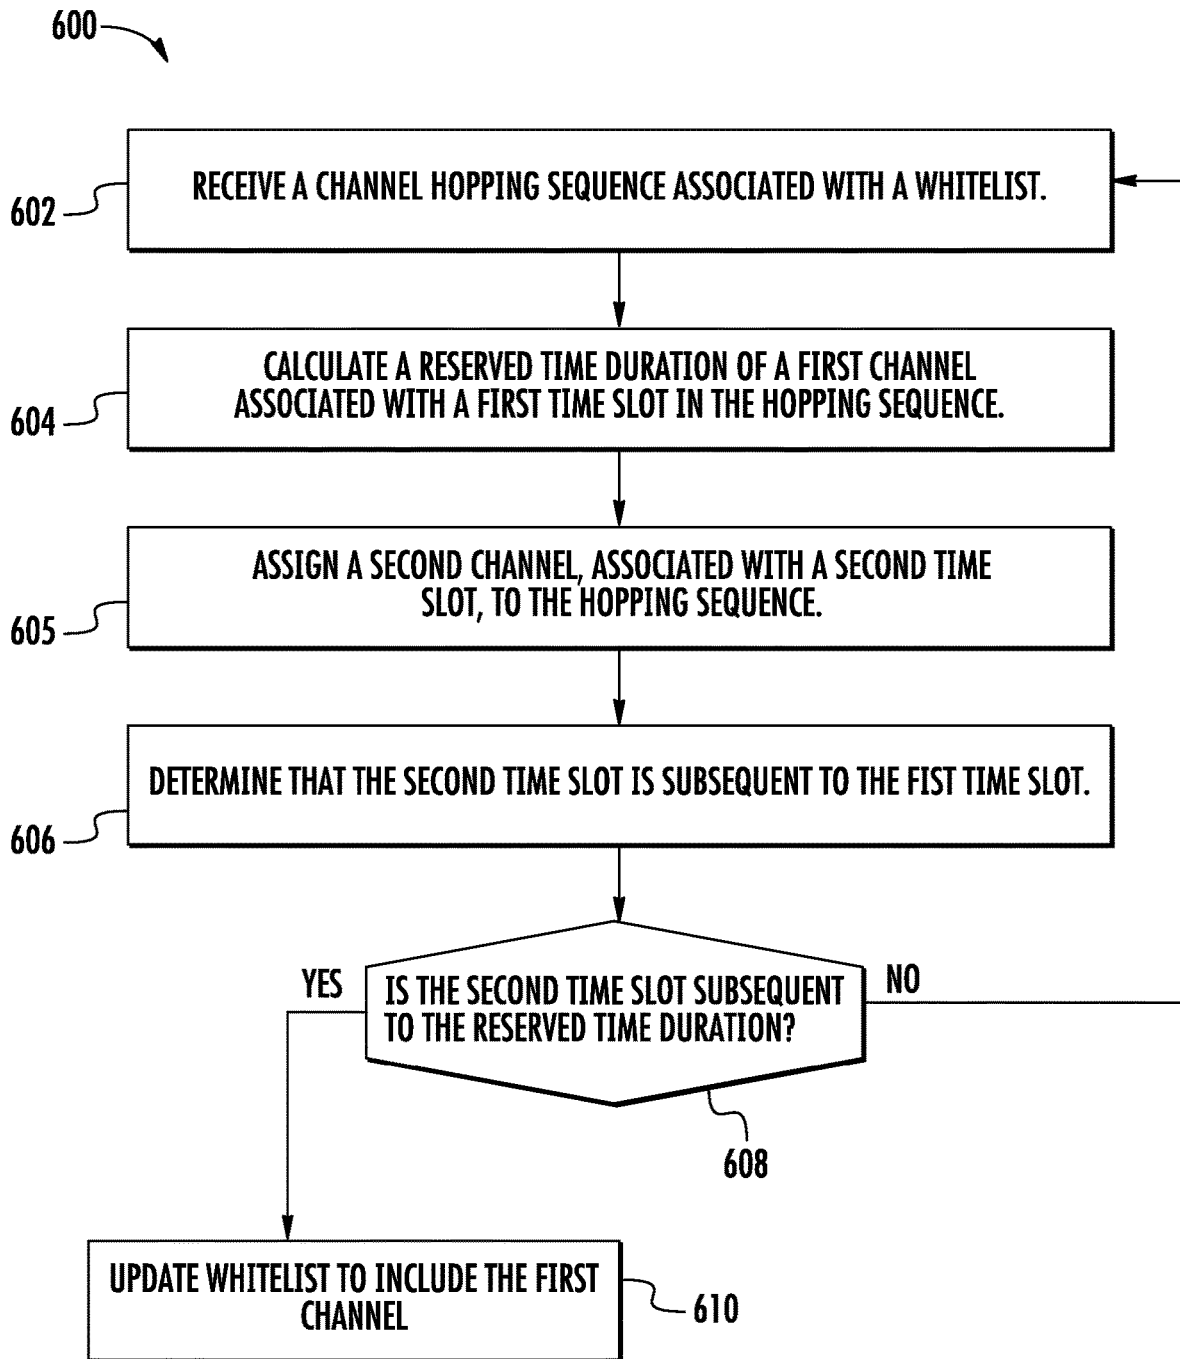 600
RECEIVE A CHANNEL HOPPING SEQUENCE ASSOCIATED WITH A WHITELIST.
602
CALCULATE A RESERVED TIME DURATION OF A FIRST CHANNEL
ASSOCIATED WITH A FIRST TIME SLOT IN THE HOPPING SEQUENCE.
604
ASSIGN A SECOND CHANNEL, ASSOCIATED WITH A SECOND TIME
SLOT, TO THE HOPPING SEQUENCE.
605
DETERMINE THAT THE SECOND TIME SLOT IS SUBSEQUENT TO THE FIST TIME SLOT.
606
YES
NO
IS THE SECOND TIME SLOT SUBSEQUENT
TO THE RESERVED TIME DURATION?
608
UPDATE WHITELIST TO INCLUDE THE FIRST
CHANNEL
610